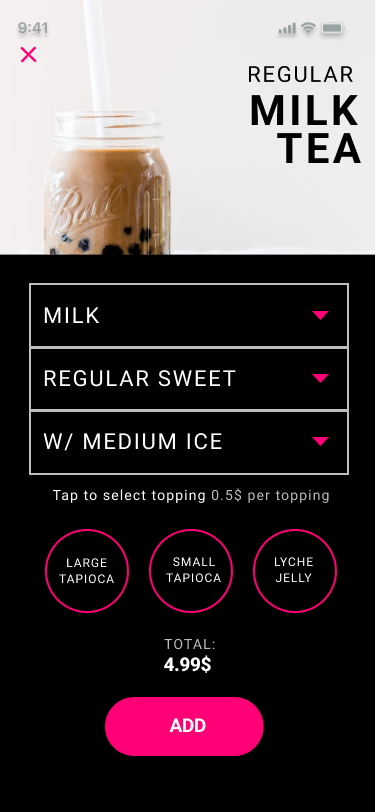 9:41
REGULAR
MILK
TEA
Ball
MILK
REGULAR SWEET
W/ MEDIUM ICE
Tap to select topping 0.5$ per topping
LARGE
TAPIOCA
SMALL
TAPIOCA
LYCHE
JELLY
TOTAL:
4.99$
ADD